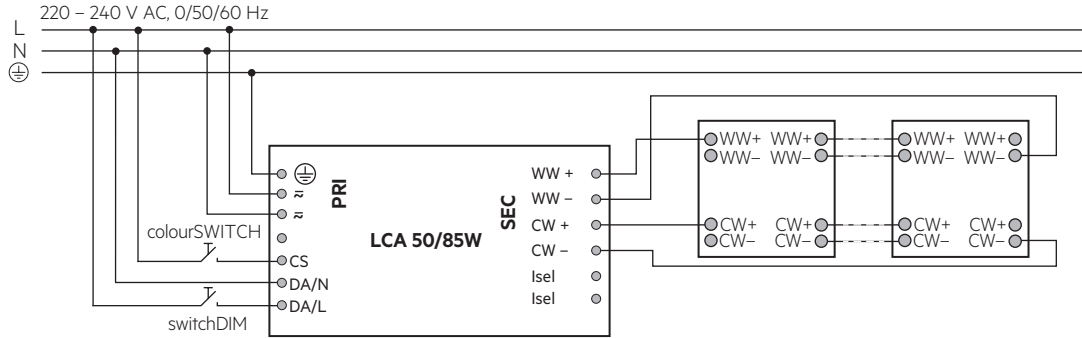 220 – 240 V AC, 0/50/60 Hz
L
N
PRI
LCA 50/85W
SEC
colourSWITCH
CS
DA/N
DA/L
switchDIM
WW +
WW –
CW +
CW –
Isel
Isel
WW+ WW+ WW+ WW+
WW– WW– WW– WW–
CW+ CW+ CW+ CW+
CW– CW– CW– CW–